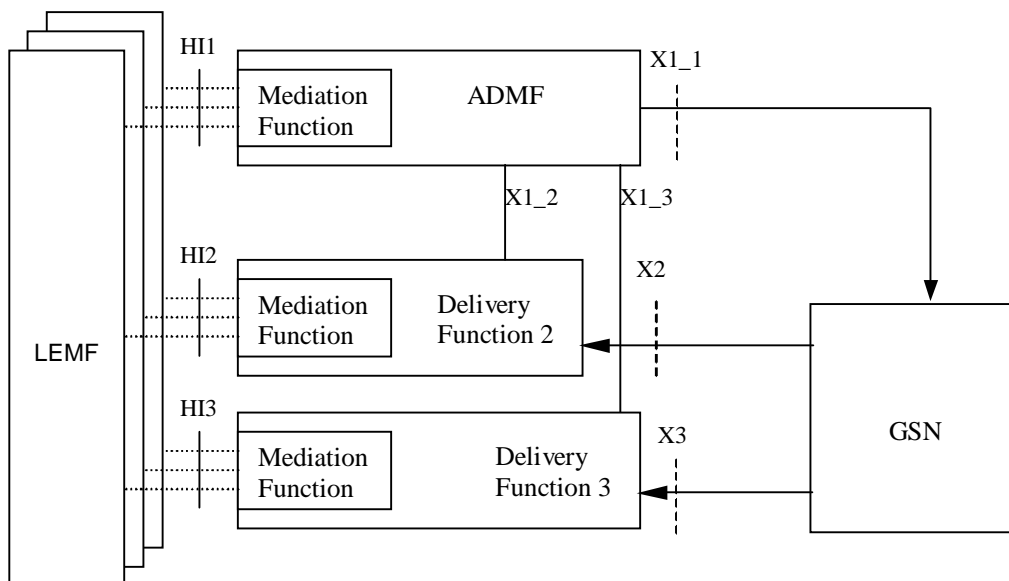 HI1
Mediation
Function
ADMF
X1_1
X1_2
X1_3
HI2
Mediation
Function
Delivery
Function 2
X2
LEMF
HI3
Mediation
Function
Delivery
Function 3
X3
GSN